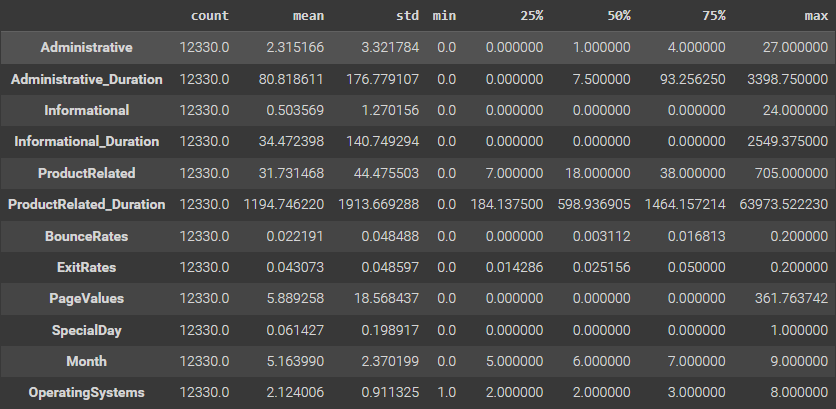 count mean std min 25% 50% 75% max
Administrative 12330.0 2.315166 3.321784 0.0 0.000000 1.000000 4.000000 27.000000
Administrative_Duration 12330.0 80.818611 176.779107 0.0 0.000000 7.500000 93.256250 3398.750000
Informational 12330.0 0.503569 1.270156 0.0 0.000000 0.000000 0.000000 24.000000
Informational_Duration 12330.0 34.472398 140.749294 0.0 0.000000 0.000000 0.000000 2549.375000
ProductRelated 12330.0 31.731468 44.475503 0.0 7.000000 18.000000 38.000000 705.000000
ProductRelated_Duration 12330.0 1194.746220 1913.669288 0.0 184.137500 598.936905 1464.157214 63973.522230
BounceRates 12330.0 0.022191 0.048488 0.0 0.000000 0.003112 0.016813 0.200000
ExitRates 12330.0 0.043073 0.048597 0.0 0.014286 0.025156 0.050000 0.200000
PageValues 12330.0 5.889258 18.568437 0.0 0.000000 0.000000 0.000000 361.763742
SpecialDay 12330.0 0.061427 0.198917 0.0 0.000000 0.000000 0.000000 1.000000
Month 12330.0 5.163990 2.370199 0.0 5.000000 6.000000 7.000000 9.000000
OperatingSystems 12330.0 2.124006 0.911325 1.0 2.000000 2.000000 3.000000 8.000000